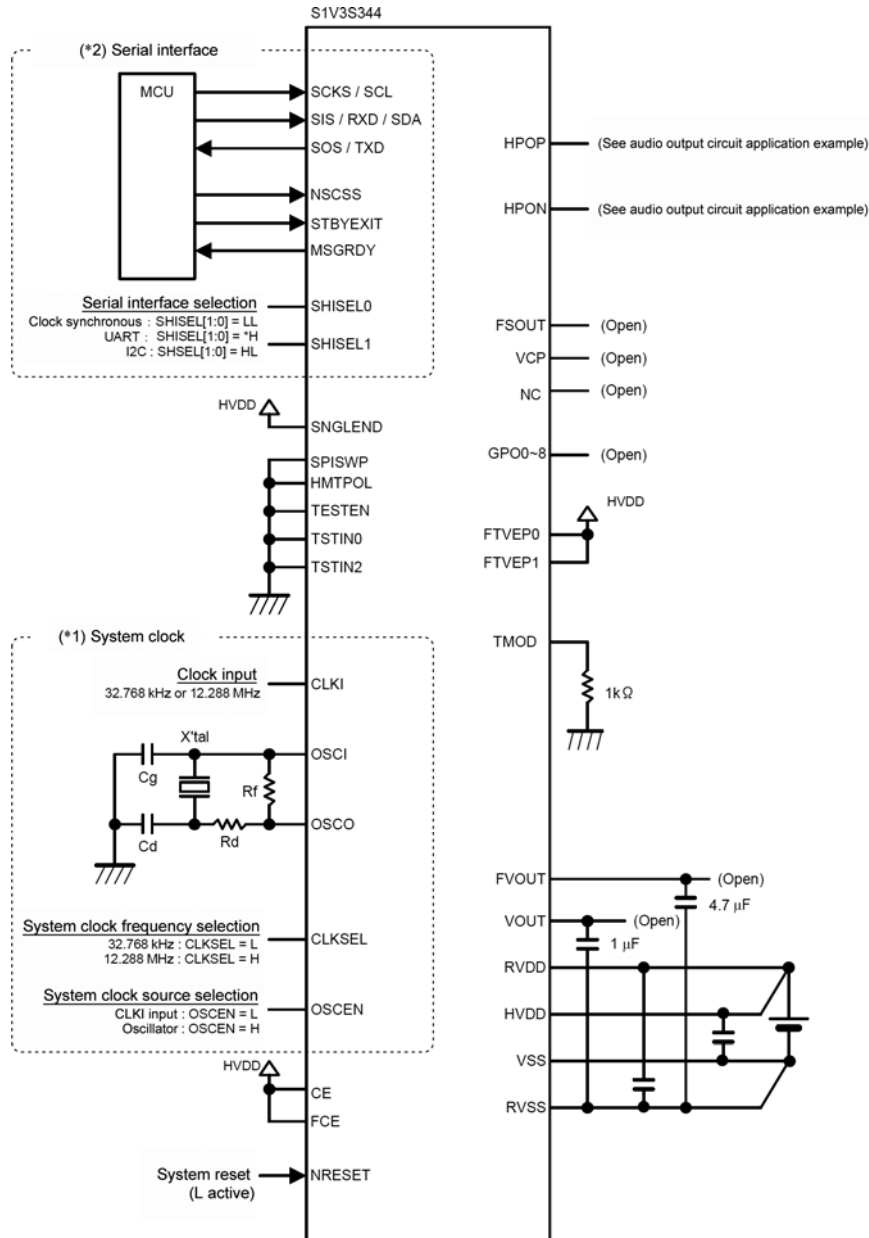 S1V3S344
(*2) Serial interface
MCU
SCKS / SCL
SIS / RXD / SDA
SOS / TXD
NSCSS
STBYEXIT
MSGRDY
Serial interface selection
Clock synchronous : SHISEL[1:0] = LL
UART : SHISEL[1:0] = *H
I2C : SHSEL[1:0] = HL
SHISEL0
SHISEL1
HVDD
SNGLEND
SPISWP
HMTPOL
TESTEN
TSTIN0
TSTIN2
(*1) System clock
Clock input
32.768 kHz or 12.288 MHz
CLKI
X'tal
OSCI
Cg
Rf
OSCO
Cd
Rd
System clock frequency selection
32.768 kHz : CLKSEL = L
12.288 MHz : CLKSEL = H
CLKSEL
System clock source selection
CLKI input : OSCEN = L
Oscillator : OSCEN = H
OSCEN
HVDD
CE
FCE
System reset
(L active)
NRESET
HPOP
(See audio output circuit application example)
HPON
(See audio output circuit application example)
FSOUT
(Open)
VCP
(Open)
NC
(Open)
GPO0~8
(Open)
HVDD
FTVEP0
FTVEP1
TMOD
1kΩ
FVOUT
(Open)
4.7 μF
VOUT
(Open)
1 μF
RVDD
HVDD
VSS
RVSS